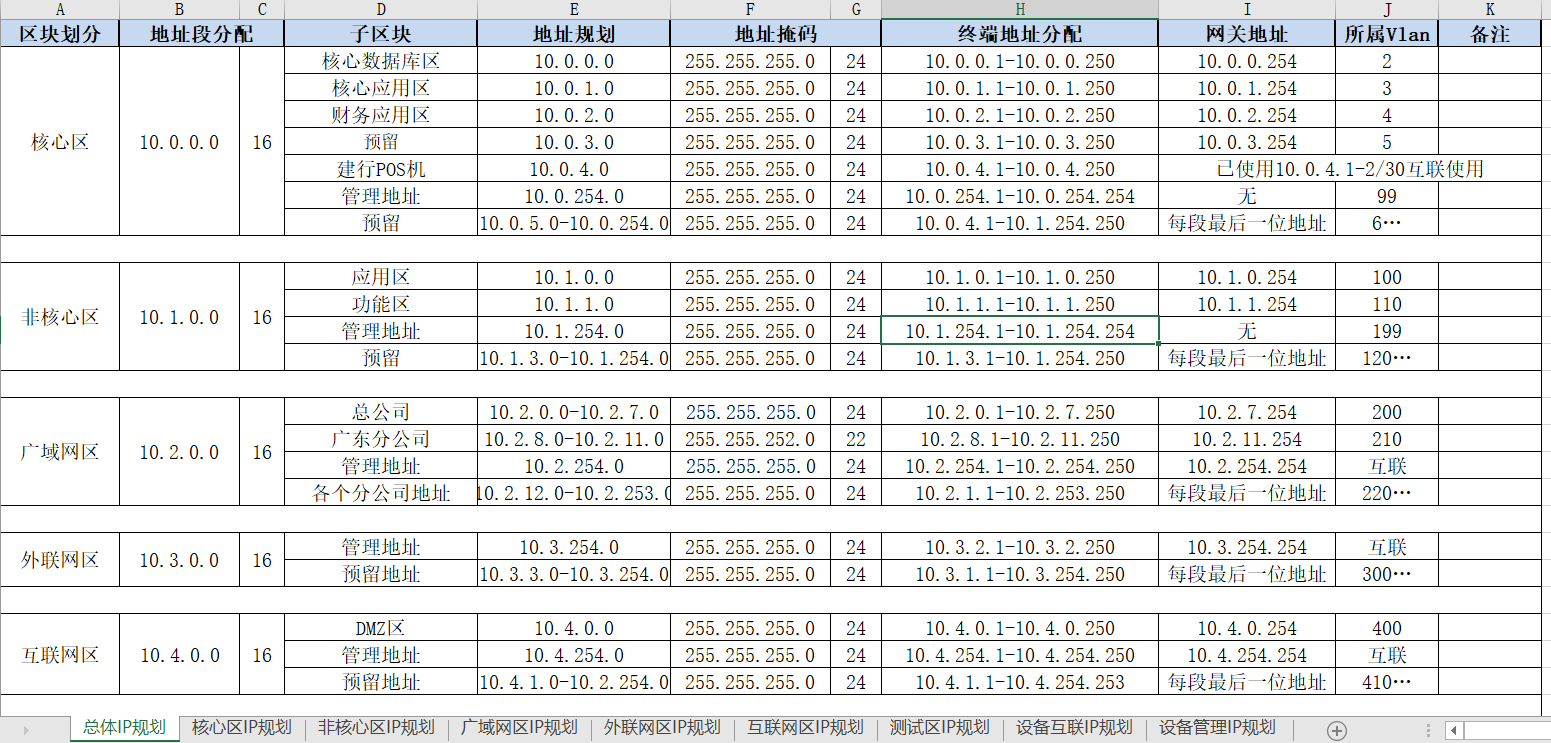 A B C D E F G H I J K
区块划分 地址段分配 子区块 地址规划 地址掩码 终端地址分配 网关地址 所属Vlan 备注
核心数据库区 10.0.0.0 255.255.255.0 24 10.0.0.1-10.0.0.250 10.0.0.254 2
核心应用区 10.0.1.0 255.255.255.0 24 10.0.1.1-10.0.1.250 10.0.1.254 3
财务应用区 10.0.2.0 255.255.255.0 24 10.0.2.1-10.0.2.250 10.0.2.254 4
核心区 10.0.0.0 16 预留 10.0.3.0 255.255.255.0 24 10.0.3.1-10.0.3.250 10.0.3.254 5
建行POS机 10.0.4.0 255.255.255.0 24 10.0.4.1-10.0.4.250 已使用10.0.4.1-2/30互联使用
管理地址 10.0.254.0 255.255.255.0 24 10.0.254.1-10.0.254.254 无 99
预留 10.0.5.0-10.0.254.0 255.255.255.0 24 10.0.4.1-10.1.254.250 每段最后一位地址 6…
应用区 10.1.0.0 255.255.255.0 24 10.1.0.1-10.1.0.250 10.1.0.254 100
非核心区 10.1.0.0 16 功能区 10.1.1.0 255.255.255.0 24 10.1.1.1-10.1.1.250 10.1.1.254 110
管理地址 10.1.254.0 255.255.255.0 24 10.1.254.1-10.1.254.254 无 199
预留 10.1.3.0-10.1.254.0 255.255.255.0 24 10.1.3.1-10.1.254.250 每段最后一位地址 120…
总公司 10.2.0.0-10.2.7.0 255.255.255.0 24 10.2.0.1-10.2.7.250 10.2.7.254 200
广域网区 10.2.0.0 16 广东分公司 10.2.8.0-10.2.11.0 255.255.252.0 22 10.2.8.1-10.2.11.250 10.2.11.254 210
管理地址 10.2.254.0 255.255.255.0 24 10.2.254.1-10.2.254.250 10.2.254.254 互联
各个分公司地址 10.2.12.0-10.2.253.0 255.255.255.0 24 10.2.1.1-10.2.253.250 每段最后一位地址 220…
外联网区 10.3.0.0 16 管理地址 10.3.254.0 255.255.255.0 24 10.3.2.1-10.3.2.250 10.3.254.254 互联
预留地址 10.3.3.0-10.3.254.0 255.255.255.0 24 10.3.1.1-10.3.254.250 每段最后一位地址 300…
DMZ区 10.4.0.0 255.255.255.0 24 10.4.0.1-10.4.0.250 10.4.0.254 400
互联网区 10.4.0.0 16 管理地址 10.4.254.0 255.255.255.0 24 10.4.254.1-10.4.254.250 10.4.254.254 互联
预留地址 10.4.1.0-10.2.254.0 255.255.255.0 24 10.4.1.1-10.4.254.253 每段最后一位地址 410…
总体IP规划 核心区IP规划 非核心区IP规划 广域网区IP规划 外联网区IP规划 互联网区IP规划 测试区IP规划 设备互联IP规划 设备管理IP规划